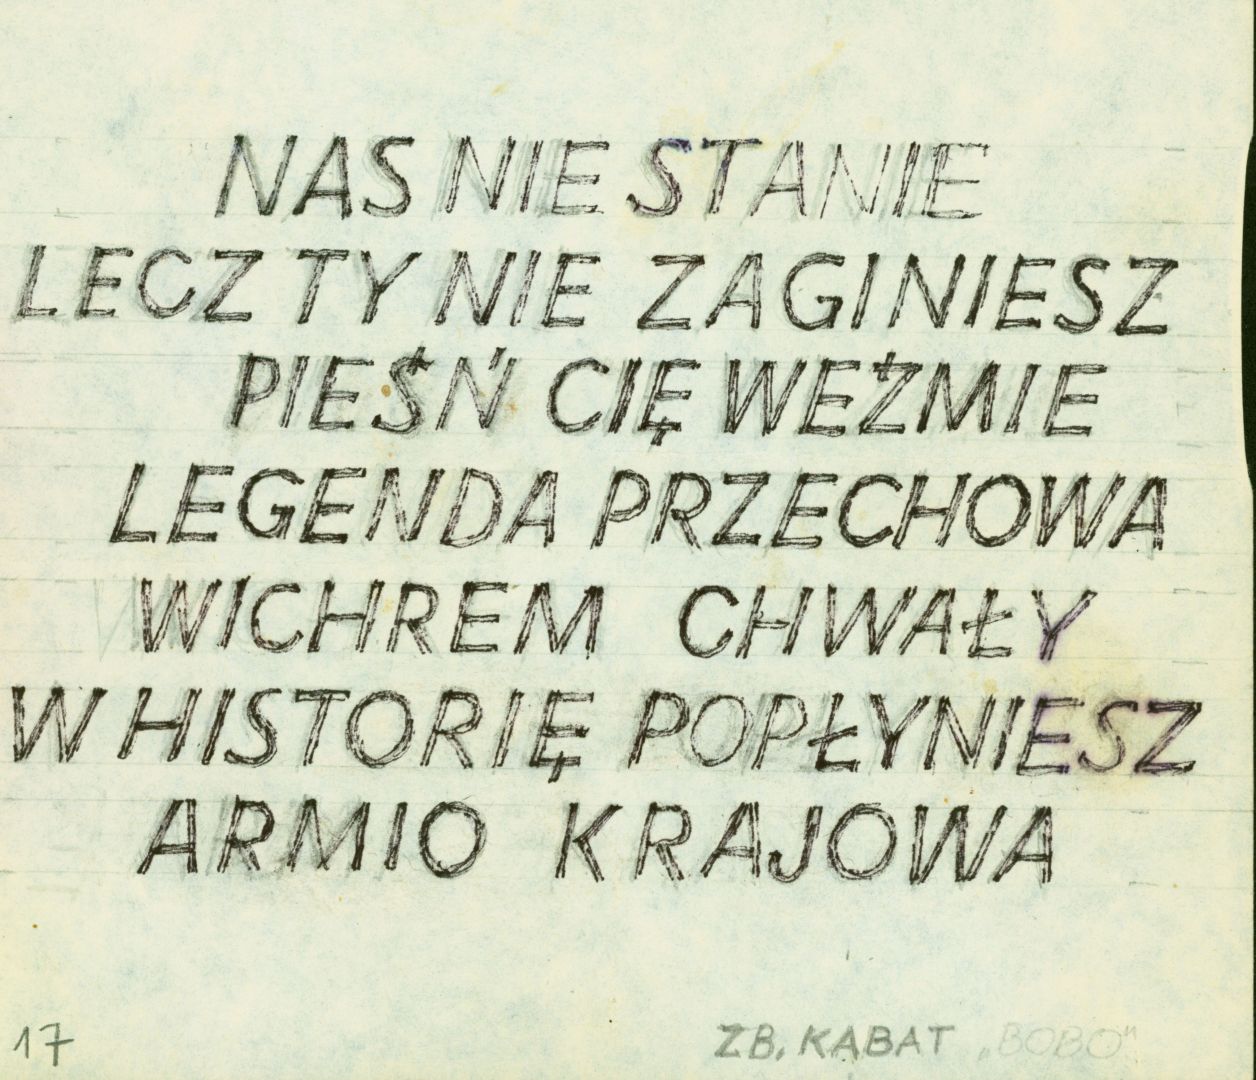 NAS NIE STANIE
LECZ TY NIE ZAGINIESZ
PIEŚŃ CIĘ WEŹMIE
LEGENDA PRZECHOWA
WICHREM CHWAŁY
W HISTORIĘ POPŁYNIESZ
ARMIO KRAJOWA
17
ZB. KABAT „BOBO”